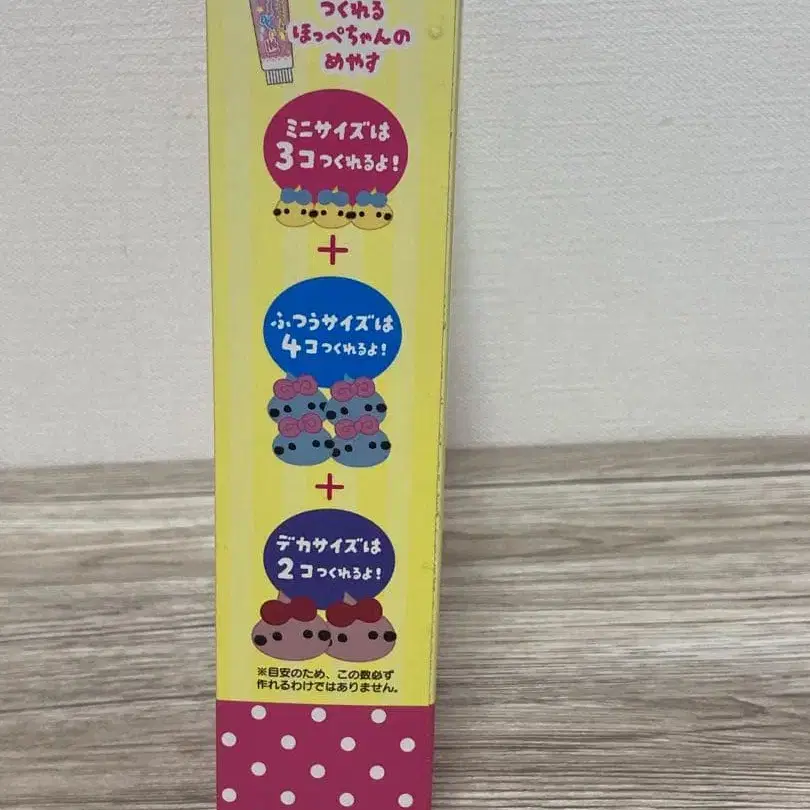 つくれる
ほっぺちゃんの
めやす
ミニサイズは
3コつくれるよ!
+
ふつうサイズは
4コつくれるよ!
+
デカサイズは
2コつくれるよ!
※目安のため、この数必ず
作れるわけではありません。